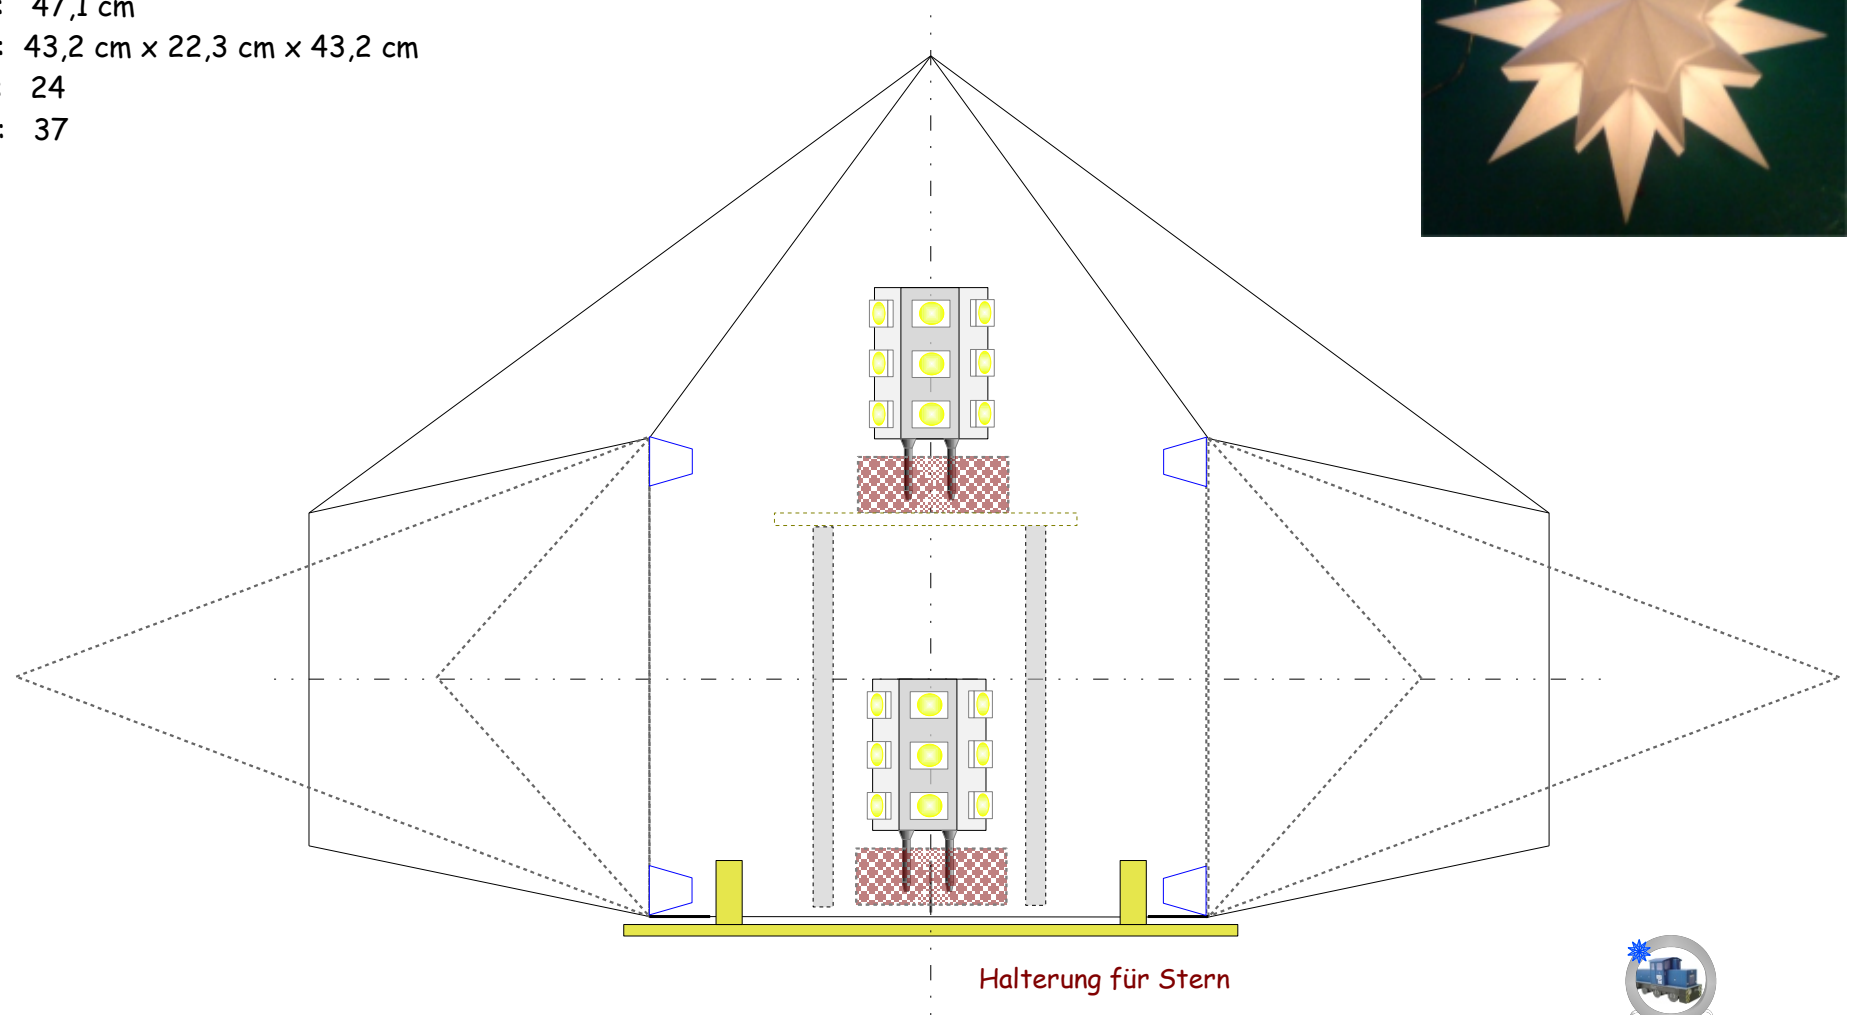 : 47,1 cm
: 43,2 cm x 22,3 cm x 43,2 cm
: 24
: 37
Halterung für Stern